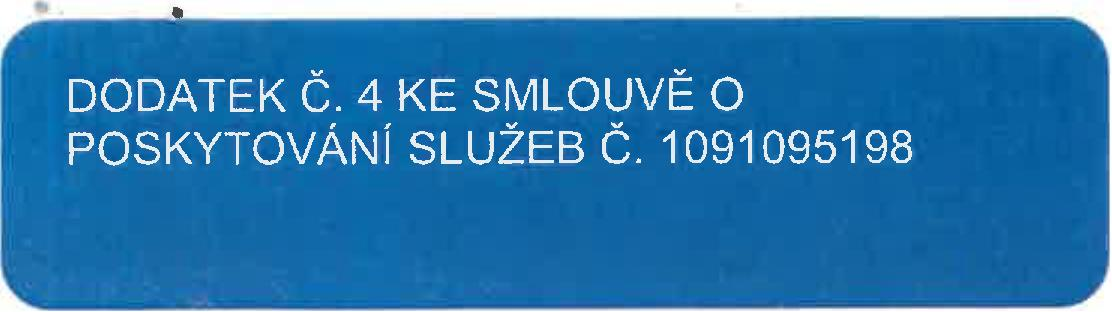 DODATEK Č. 4 KE SMLOUVĚ O
POSKYTOVÁNÍ SLUŽEB Č. 1091095198